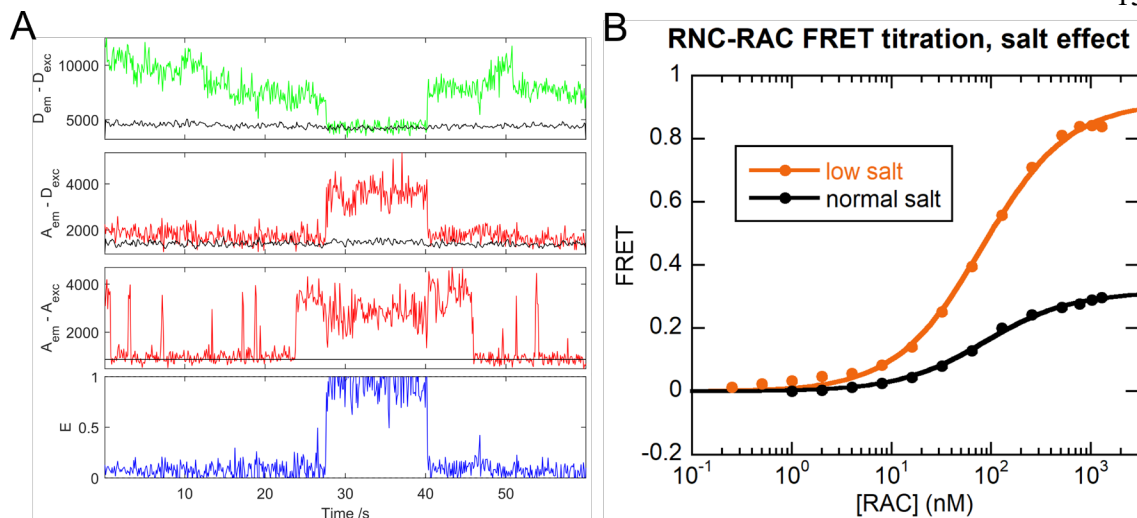 A
D_em - D_exc
10000
5000
A_em - D_exc
4000
2000
A_em - A_exc
4000
2000
E
1
0.5
0
10 20 30 40 50
Time /s
B
RNC-RAC FRET titration, salt effect
FRET
1
0.8
0.6
0.4
0.2
0
-0.2
low salt
normal salt
10^-1 10^0 10^1 10^2 10^3
[RAC] (nM)